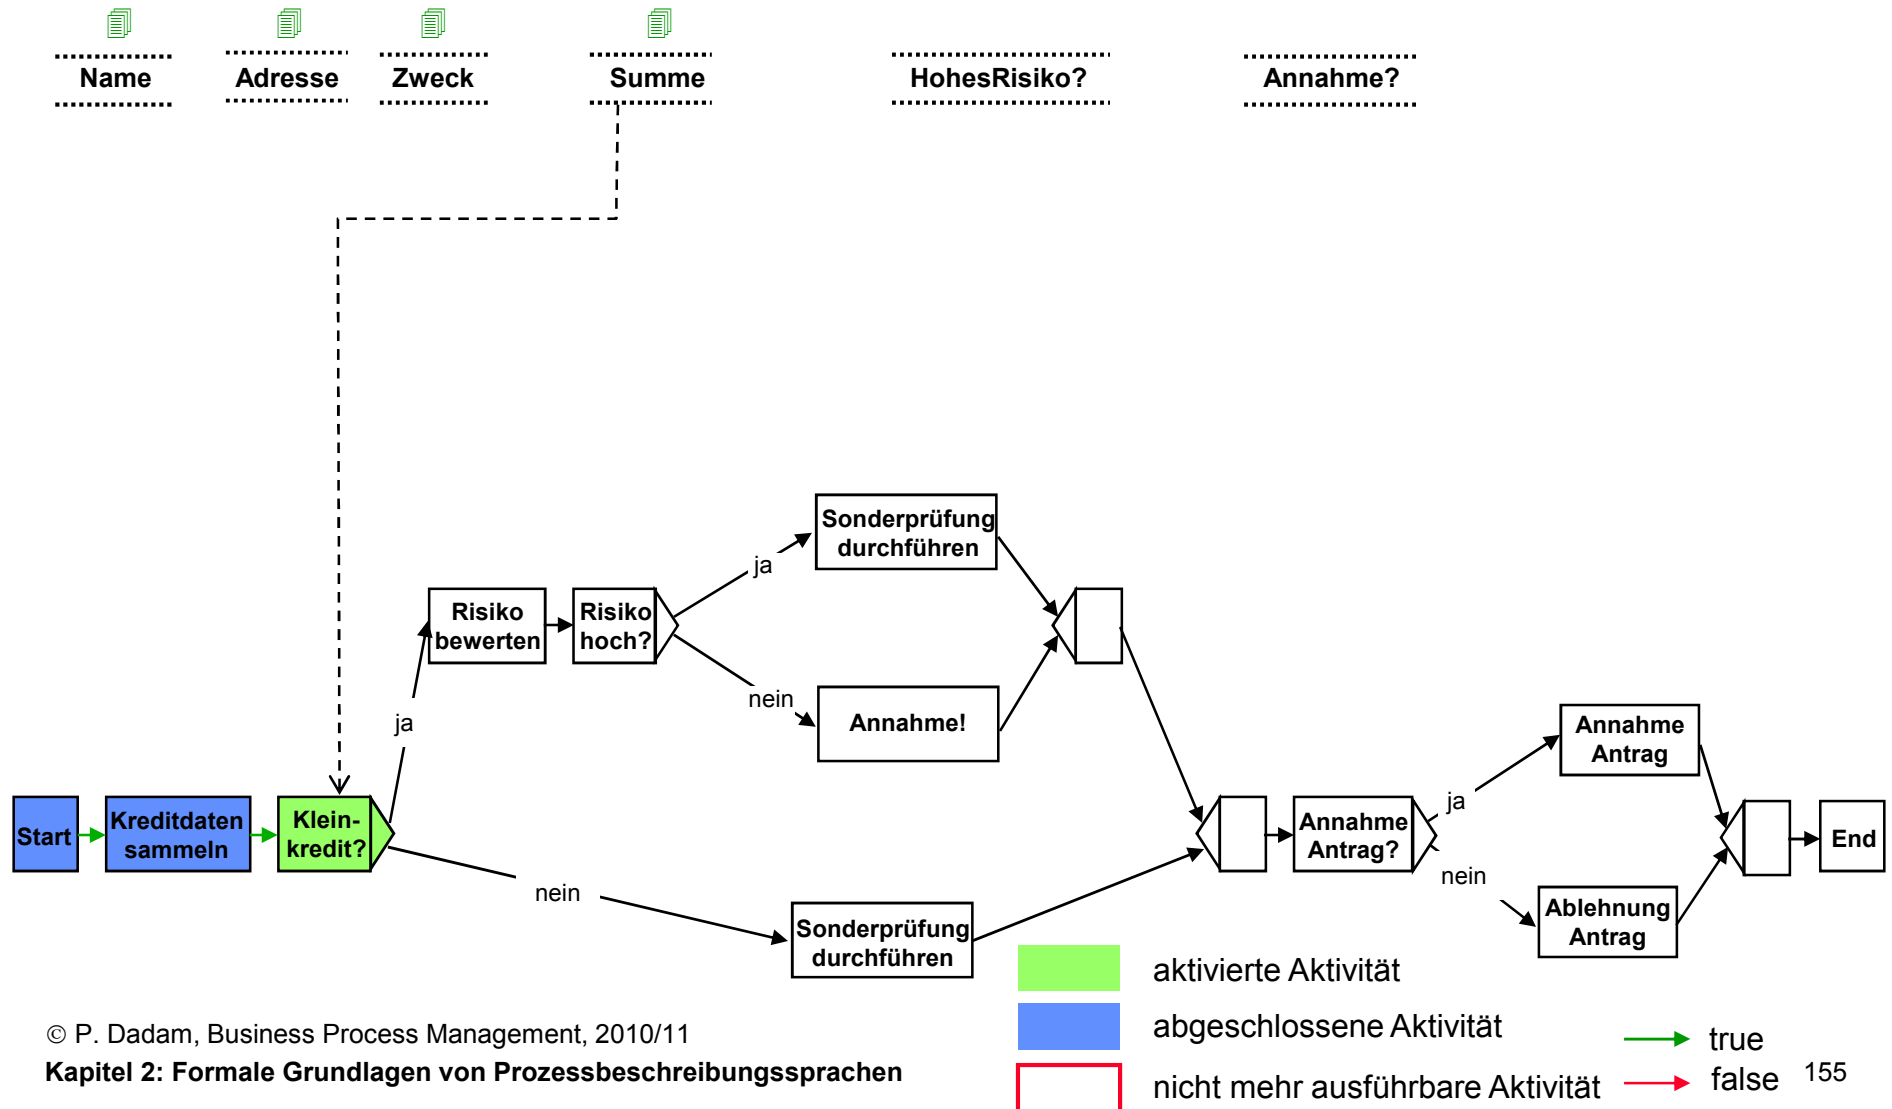 Name
Adresse
Zweck
Summe
HohesRisiko?
Annahme?
Sonderprüfung
durchführen
ja
Risiko
bewerten
Risiko
hoch?
nein
Annahme!
ja
Annahme
Antrag
Start
Kreditdaten
sammeln
Klein-
kredit?
Annahme
Antrag?
ja
End
nein
nein
Ablehnung
Antrag
Sonderprüfung
durchführen
aktivierte Aktivität
abgeschlossene Aktivität
nicht mehr ausführbare Aktivität
true
false
© P. Dadam, Business Process Management, 2010/11
Kapitel 2: Formale Grundlagen von Prozessbeschreibungssprachen
155